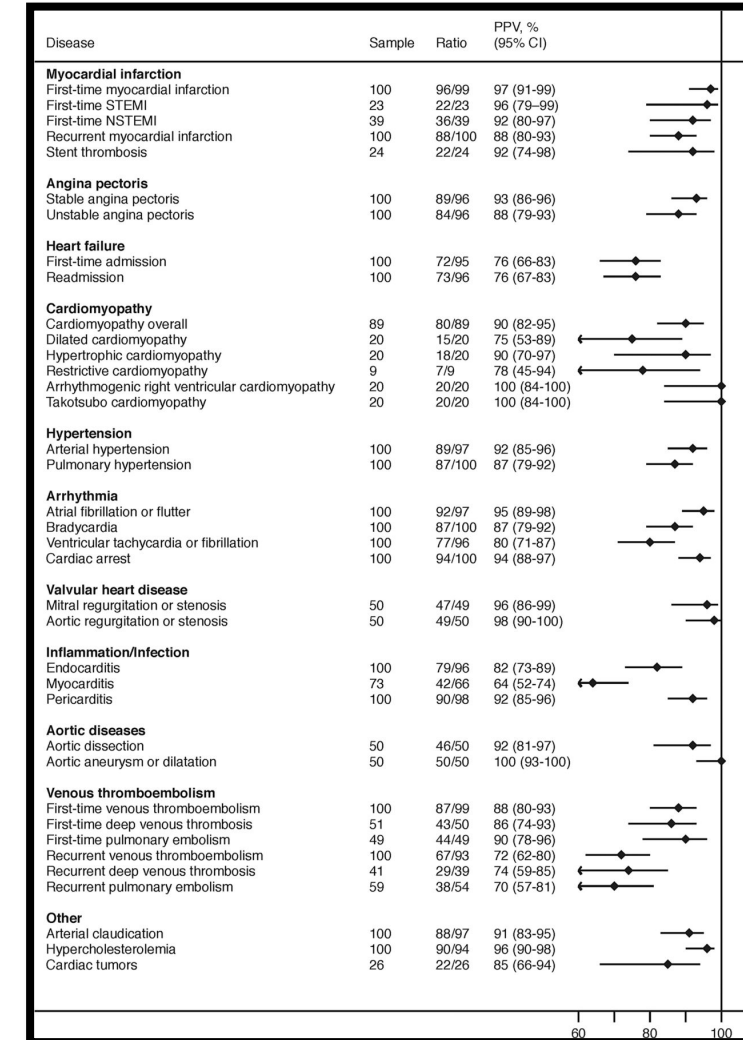 PPV, %
Disease Sample Ratio (95% CI)
Myocardial infarction
First-time myocardial infarction 100 96/99 97 (91-99)
First-time STEMI 23 22/23 96 (79–99)
First-time NSTEMI 39 36/39 92 (80-97)
Recurrent myocardial infarction 100 88/100 88 (80-93)
Stent thrombosis 24 22/24 92 (74-98)
Angina pectoris
Stable angina pectoris 100 89/96 93 (86-96)
Unstable angina pectoris 100 84/96 88 (79-93)
Heart failure
First-time admission 100 72/95 76 (66-83)
Readmission 100 73/96 76 (67-83)
Cardiomyopathy
Cardiomyopathy overall 89 80/89 90 (82-95)
Dilated cardiomyopathy 20 15/20 75 (53-89)
Hypertrophic cardiomyopathy 20 18/20 90 (70-97)
Restrictive cardiomyopathy 9 7/9 78 (45-94)
Arrhythmogenic right ventricular cardiomyopathy 20 20/20 100 (84-100)
Takotsubo cardiomyopathy 20 20/20 100 (84-100)
Hypertension
Arterial hypertension 100 89/97 92 (85-96)
Pulmonary hypertension 100 87/100 87 (79-92)
Arrhythmia
Atrial fibrillation or flutter 100 92/97 95 (89-98)
Bradycardia 100 87/100 87 (79-92)
Ventricular tachycardia or fibrillation 100 77/96 80 (71-87)
Cardiac arrest 100 94/100 94 (88-97)
Valvular heart disease
Mitral regurgitation or stenosis 50 47/49 96 (86-99)
Aortic regurgitation or stenosis 50 49/50 98 (90-100)
Inflammation/Infection
Endocarditis 100 79/96 82 (73-89)
Myocarditis 73 42/66 64 (52-74)
Pericarditis 100 90/98 92 (85-96)
Aortic diseases
Aortic dissection 50 46/50 92 (81-97)
Aortic aneurysm or dilatation 50 50/50 100 (93-100)
Venous thromboembolism
First-time venous thromboembolism 100 87/99 88 (80-93)
First-time deep venous thrombosis 51 43/50 86 (74-93)
First-time pulmonary embolism 49 44/49 90 (78-96)
Recurrent venous thromboembolism 100 67/93 72 (62-80)
Recurrent deep venous thrombosis 41 29/39 74 (59-85)
Recurrent pulmonary embolism 59 38/54 70 (57-81)
Other
Arterial claudication 100 88/97 91 (83-95)
Hypercholesterolemia 100 90/94 96 (90-98)
Cardiac tumors 26 22/26 85 (66-94)
60 80 100